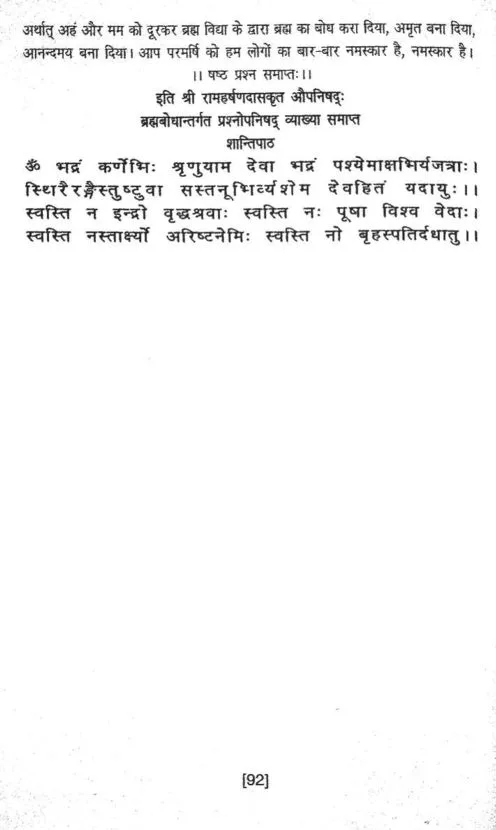 अर्थात् अहं और मम को दूरकर ब्रह्म विद्या के द्वारा ब्रह्म का बोध करा दिया, अमृत बना दिया,
आनन्दमय बना दिया। आप परमर्षि को हम लोगों का बार-बार नमस्कार है, नमस्कार है।
।। षष्ठ प्रश्न समाप्तः।।
इति श्री रामहर्षणदासकृत औपनिषद्ः
ब्रह्मबोधान्तर्गत प्रश्नोपनिषद् व्याख्या समाप्त
शान्तिपाठ
ॐ भद्रं कर्णेभिः श्रृणुयाम देवा भद्रं पश्येमाक्षभिर्यजत्राः।
स्थिरैरङ्गैस्तुष्टुवा सस्तनूभिर्व्यशेम देवहितं यदायुः।।
स्वस्ति न इन्द्रो वृद्धश्रवाः स्वस्ति नः पूषा विश्व वेदाः।
स्वस्ति नस्तार्क्ष्यो अरिष्टनेमिः स्वस्ति नो बृहस्पतिर्दधातु।।
[92]